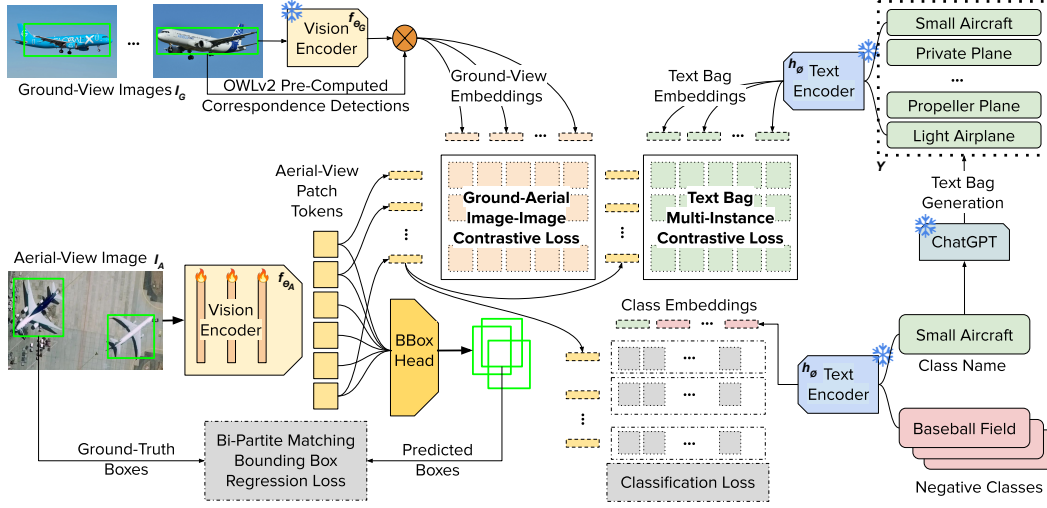 Ground-View Images I_G
...
Vision
Encoder
f_Θ_G
OWLv2 Pre-Computed
Correspondence Detections
Ground-View
Embeddings
...
Text Bag
Embeddings
...
h_ø Text
Encoder
Small Aircraft
Private Plane
...
Propeller Plane
Light Airplane
Y
Text Bag
Generation
ChatGPT
Aerial-View
Patch
Tokens
Ground-Aerial
Image-Image
Contrastive Loss
Text Bag
Multi-Instance
Contrastive Loss
Aerial-View Image I_A
Vision
Encoder
f_Θ_A
BBox
Head
Class Embeddings
...
...
...
...
h_ø Text
Encoder
Small Aircraft
Class Name
Baseball Field
Negative Classes
Ground-Truth
Boxes
Bi-Partite Matching
Bounding Box
Regression Loss
Predicted
Boxes
Classification Loss